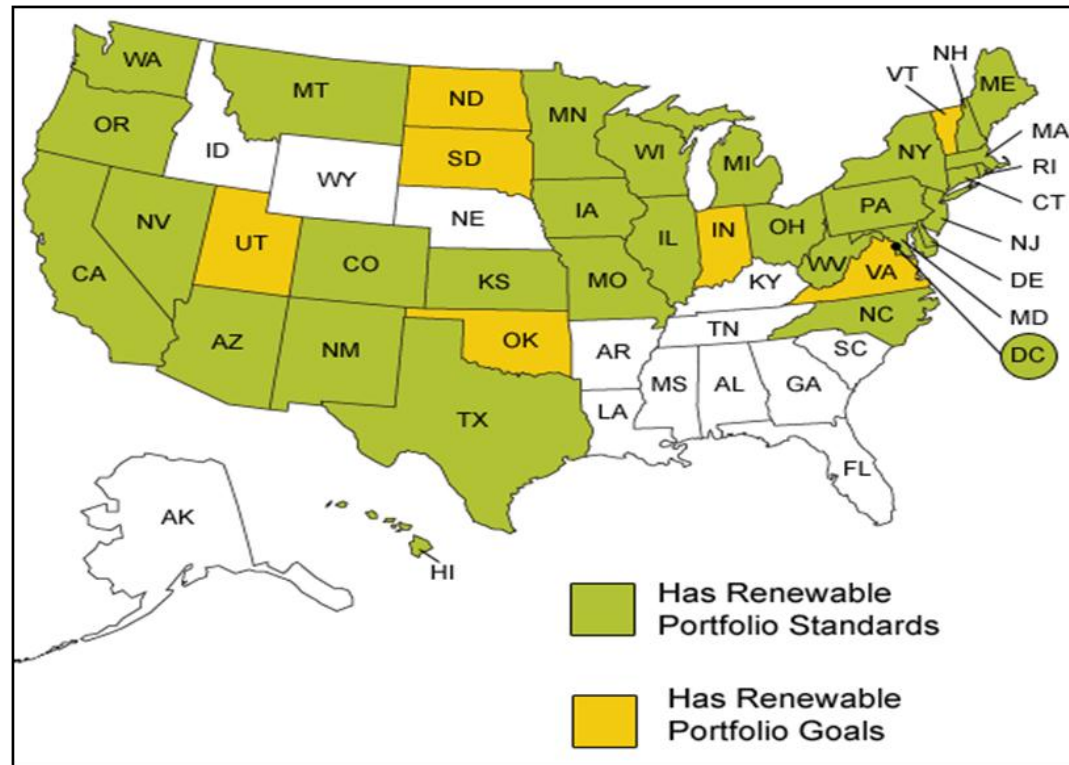 WA
MT
ND
MN
VT
NH
ME
OR
ID
SD
WI
MI
NY
MA
RI
CT
WY
NE
IA
PA
NJ
NV
UT
CO
IL
IN
OH
WV
VA
DE
MD
CA
KS
MO
KY
NC
DC
AZ
NM
OK
AR
TN
SC
TX
LA
MS
AL
GA
FL
AK
HI
Has Renewable
Portfolio Standards
Has Renewable
Portfolio Goals